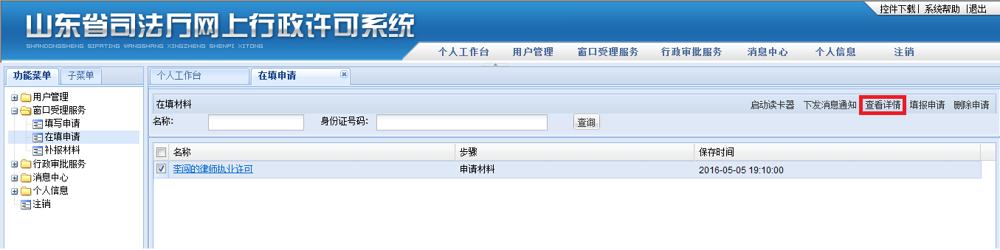 控件下载| 系统帮助 |退出
山东省司法厅网上行政许可系统
SHANDONGSHENG SIFATING WANGSHANG XINGZHENG SHENPI XITONG
个人工作台 用户管理 窗口受理服务 行政审批服务 消息中心 个人信息 注销
功能菜单 子菜单
个人工作台 在填申请
用户管理
窗口受理服务
填写申请
在填申请
补报材料
行政审批服务
消息中心
个人信息
注销
在填材料 启动读卡器 下发消息通知 查看详情 填报申请 删除申请
名称: 身份证号码: 查询
名称 步骤 保存时间
李闯的律师执业许可 申请材料 2016-05-05 19:10:00